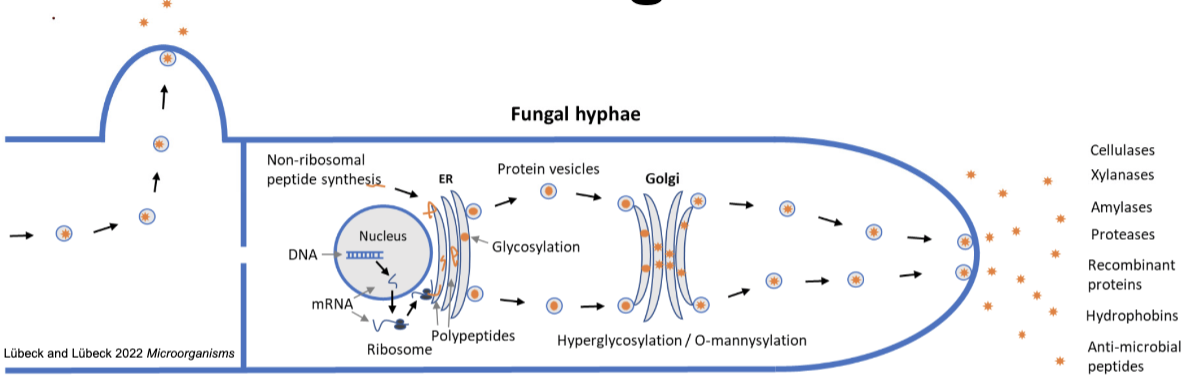 Fungal hyphae
Non-ribosomal
peptide synthesis
ER
Protein vesicles
Golgi
Nucleus
DNA
Glycosylation
mRNA
Polypeptides
Ribosome
Hyperglycosylation / O-mannysylation
Lübeck and Lübeck 2022 Microorganisms
Cellulases
Xylanases
Amylases
Proteases
Recombinant
proteins
Hydrophobins
Anti-microbial
peptides